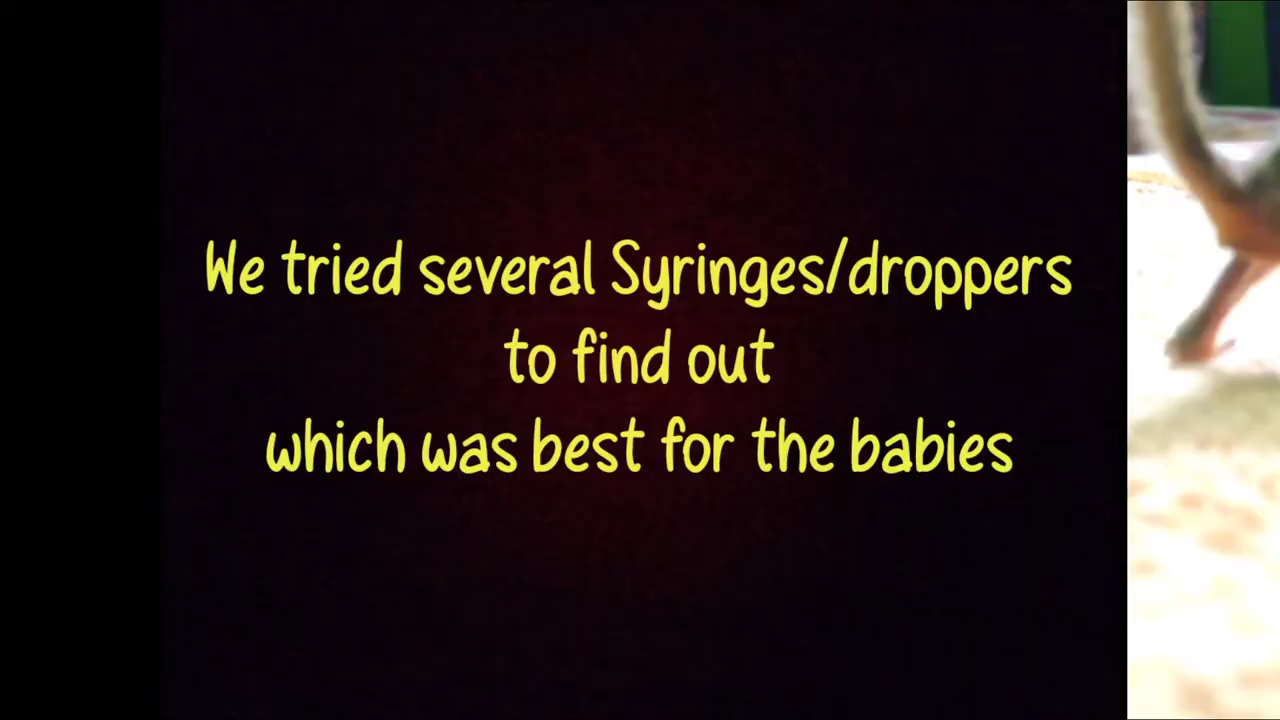 We tried several Syringes/droppers
to find out
which was best for the babies